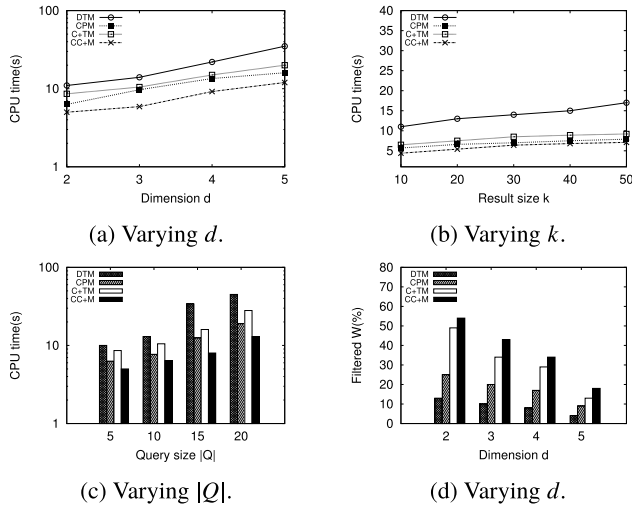 DTM
CPM
C+TM
CC+M
100
10
1
CPU time(s)
2 3 4 5
Dimension d
(a) Varying d.
DTM
CPM
C+TM
CC+M
40
35
30
25
20
15
10
5
CPU time(s)
10 20 30 40 50
Result size k
(b) Varying k.
DTM
CPM
C+TM
CC+M
100
10
1
CPU time(s)
5 10 15 20
Query size |Q|
(c) Varying |Q|.
DTM
CPM
C+TM
CC+M
80
70
60
50
40
30
20
10
0
Filtered W(%)
2 3 4 5
Dimension d
(d) Varying d.